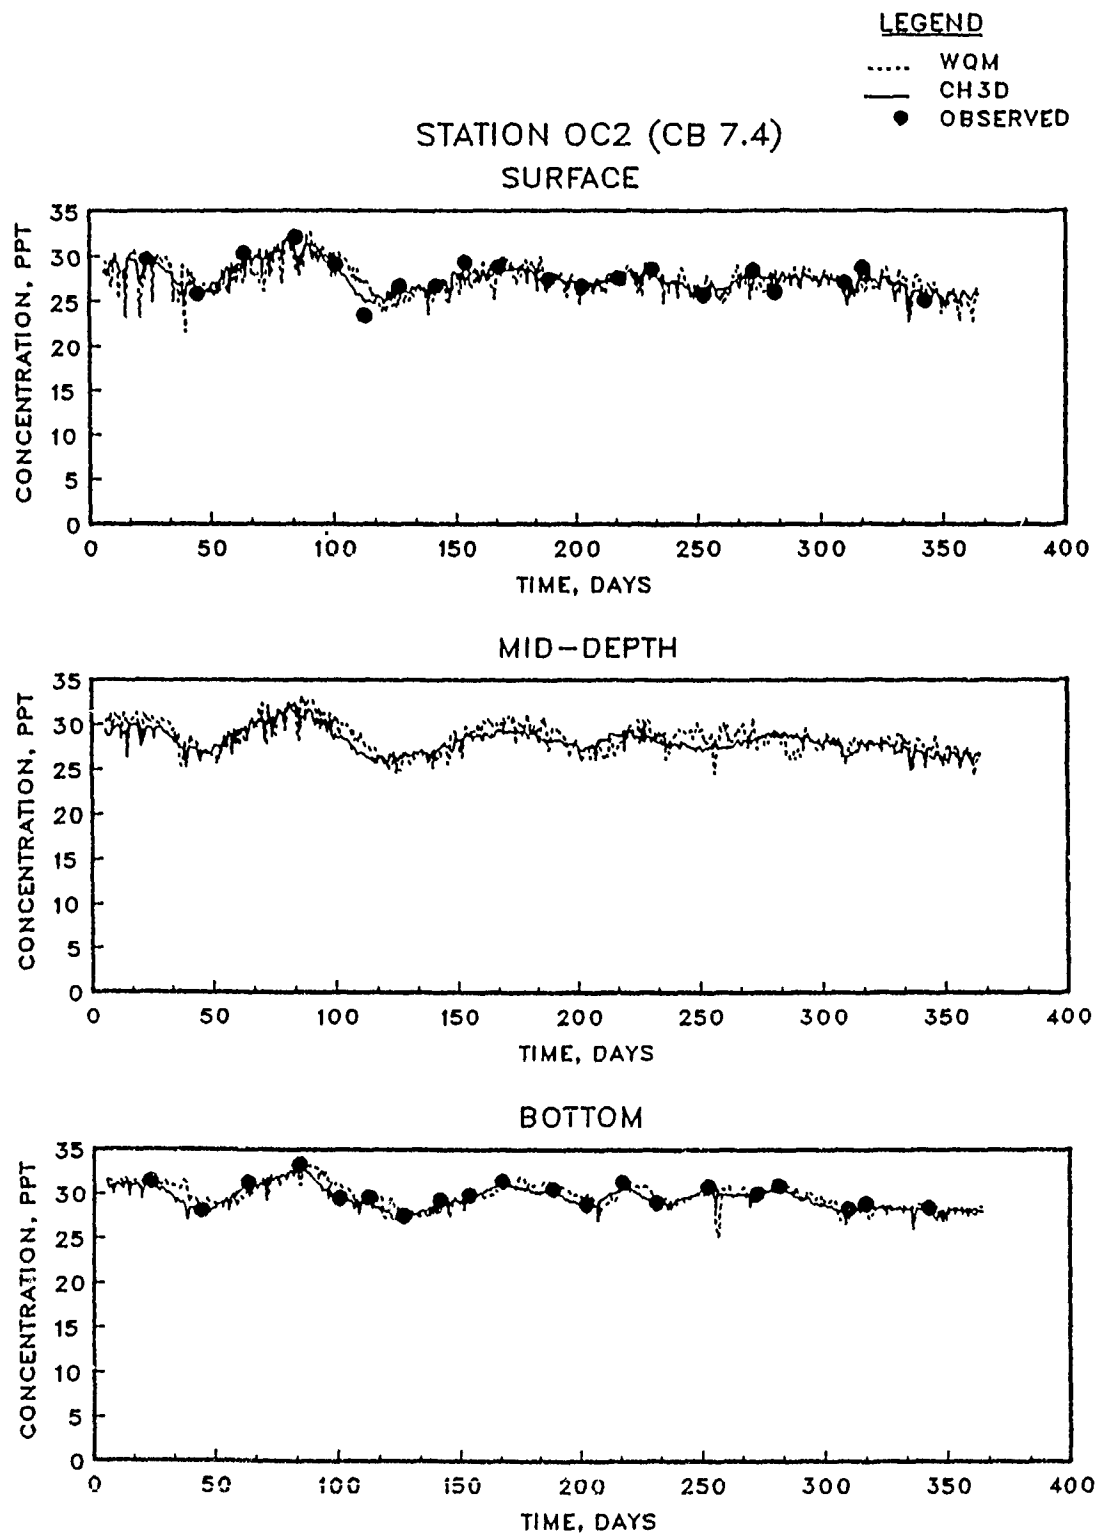 LEGEND
WQM
CH3D
OBSERVED
STATION OC2 (CB 7.4)
SURFACE
CONCENTRATION, PPT
35
30
25
20
15
10
5
0
0 50 100 150 200 250 300 350 400
TIME, DAYS
MID-DEPTH
CONCENTRATION, PPT
35
30
25
20
15
10
5
0
0 50 100 150 200 250 300 350 400
TIME, DAYS
BOTTOM
CONCENTRATION, PPT
35
30
25
20
15
10
5
0
0 50 100 150 200 250 300 350 400
TIME, DAYS